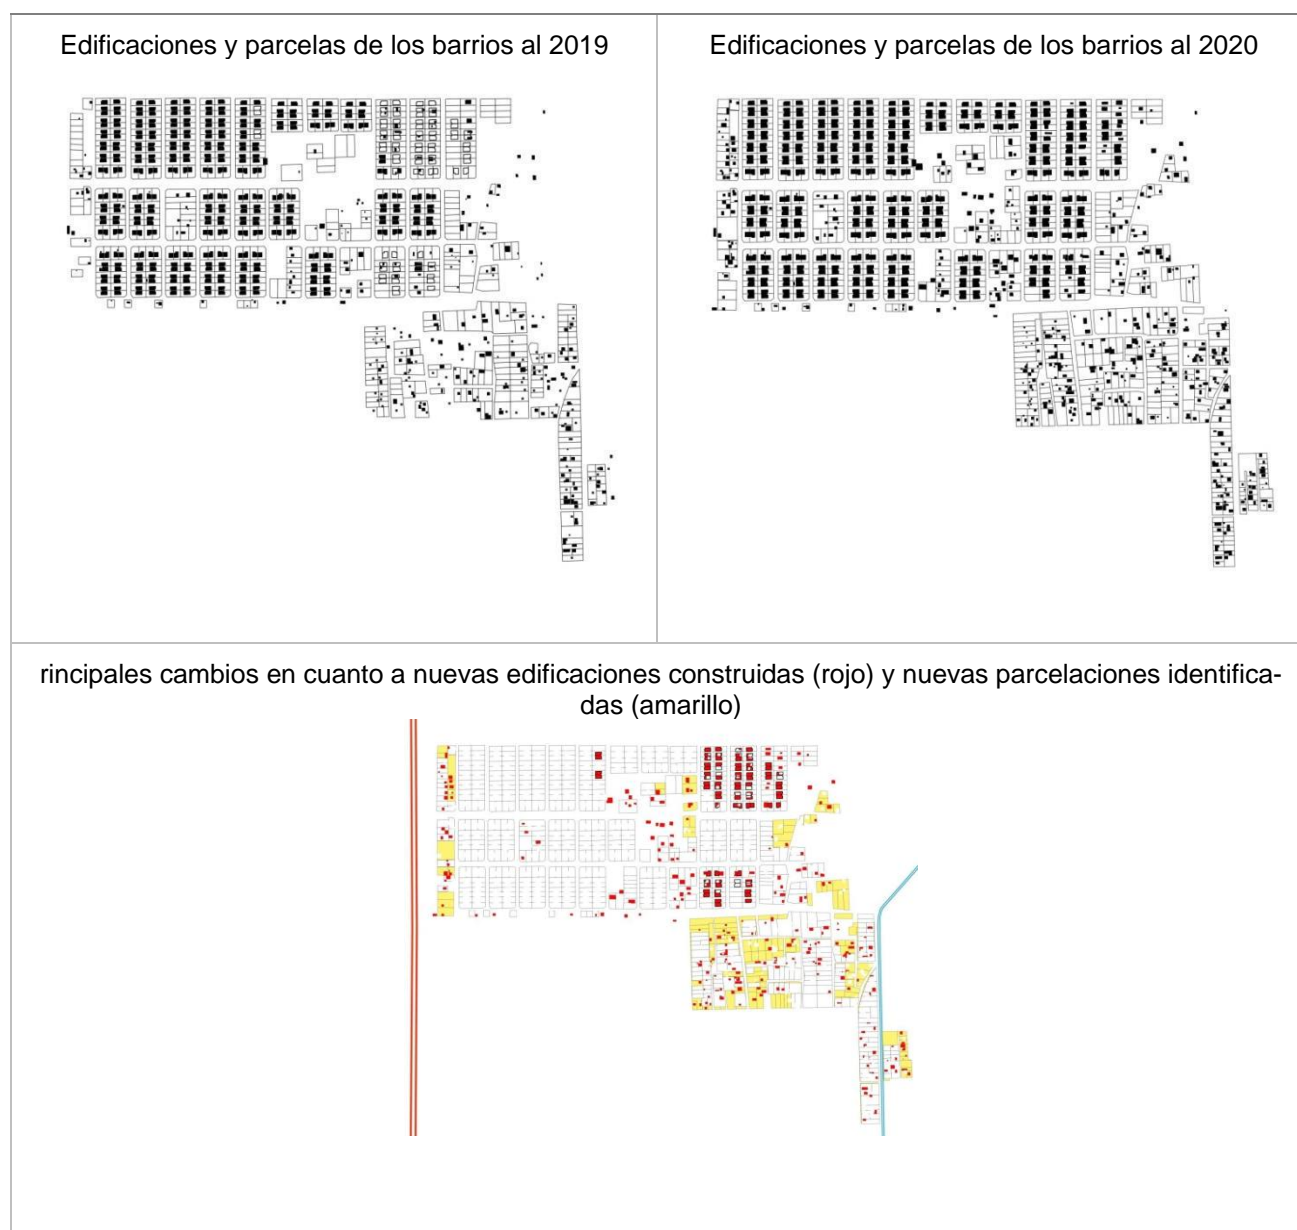 Edificaciones y parcelas de los barrios al 2019
Edificaciones y parcelas de los barrios al 2020
rincipales cambios en cuanto a nuevas edificaciones construidas (rojo) y nuevas parcelaciones identifica-
das (amarillo)